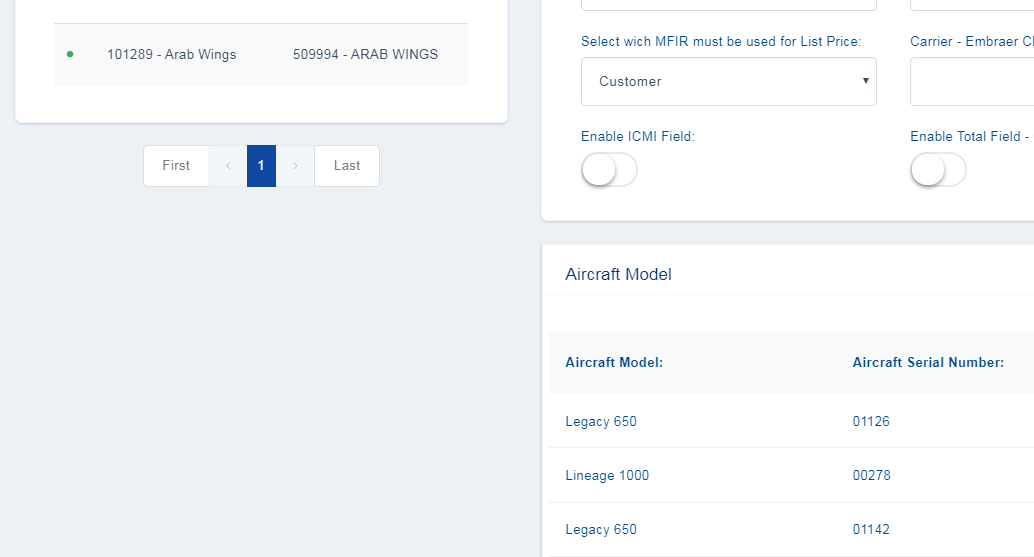 101289 - Arab Wings 509994 - ARAB WINGS
First < 1 > Last
Select wich MFIR must be used for List Price:
Carrier - Embraer
Customer
Enable ICMI Field:
Enable Total Field -
Aircraft Model
Aircraft Model: Aircraft Serial Number:
Legacy 650 01126
Lineage 1000 00278
Legacy 650 01142